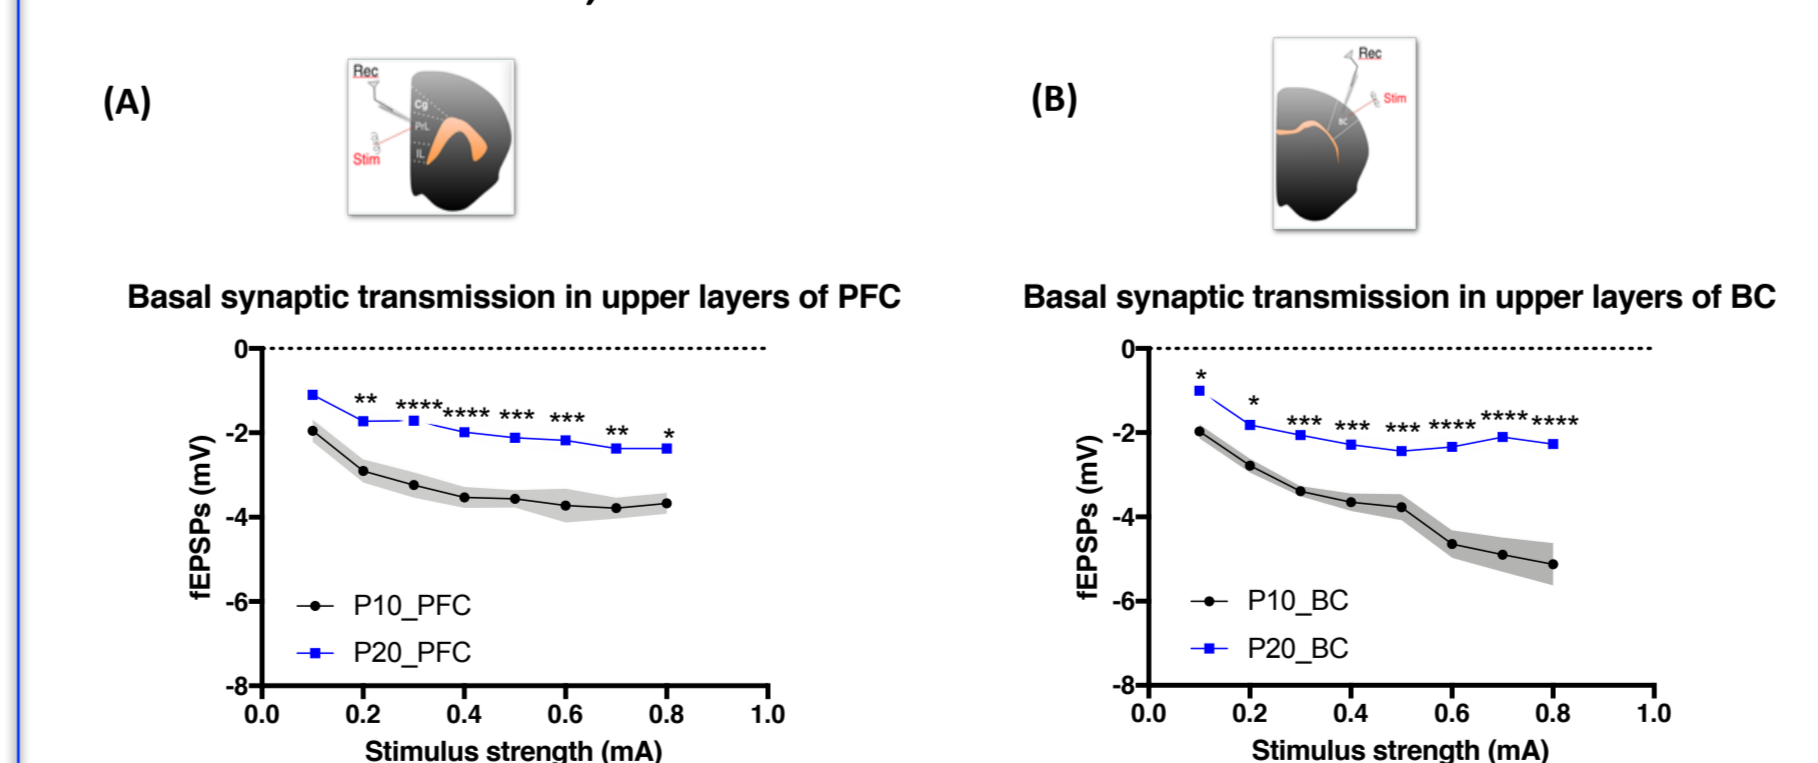 (A)
Rec
Cg
PrL
IL
Stim
Basal synaptic transmission in upper layers of PFC
0
-2
-4
-6
-8
fEPSPs (mV)
**
****
****
***
***
**
*
P10_PFC
P20_PFC
0.0 0.2 0.4 0.6 0.8 1.0
Stimulus strength (mA)
(B)
Rec
Stim
BC
Basal synaptic transmission in upper layers of BC
0
-2
-4
-6
-8
fEPSPs (mV)
*
*
***
***
***
****
****
****
P10_BC
P20_BC
0.0 0.2 0.4 0.6 0.8 1.0
Stimulus strength (mA)